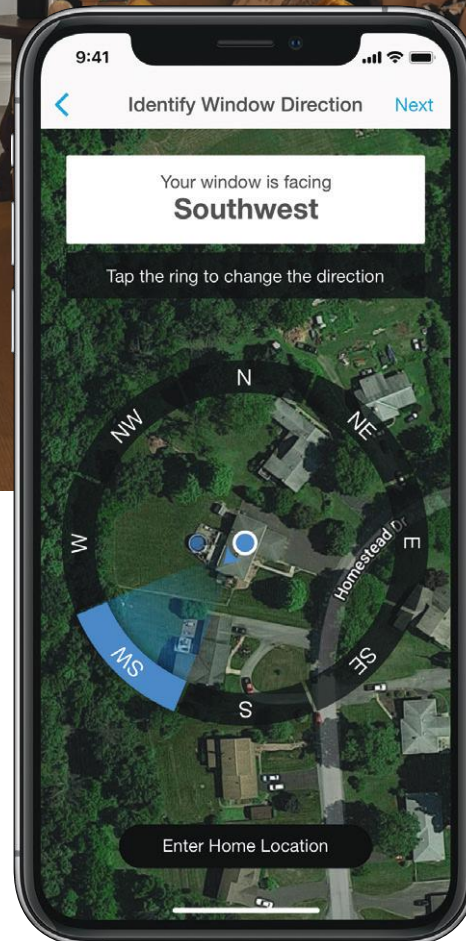 9:41
Identify Window Direction Next
Your window is facing
Southwest
Tap the ring to change the direction
N
NW
NE
W
E
Homestead Dr
SW
SE
S
Enter Home Location